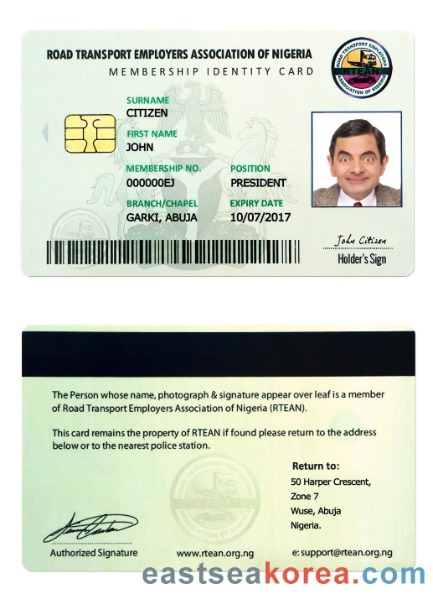 ROAD TRANSPORT EMPLOYERS ASSOCIATION OF NIGERIA
MEMBERSHIP IDENTITY CARD
ROAD TRANSPORT EMPLOYERS
RTEAN
ASSOCIATION OF NIGERIA
SURNAME
CITIZEN
FIRST NAME
JOHN
MEMBERSHIP NO. POSITION
000000EJ PRESIDENT
BRANCH/CHAPEL EXPIRY DATE
GARKI, ABUJA 10/07/2017
John Citizen
Holder's Sign
The Person whose name, photograph & signature appear over leaf is a member
of Road Transport Employers Association of Nigeria (RTEAN).
This card remains the property of RTEAN if found please return to the address
below or to the nearest police station.
Return to:
50 Harper Crescent,
Zone 7
Wuse, Abuja
Nigeria.
Authorized Signature www.rtean.org.ng e: support@rtean.org.ng
eastseakorea.com